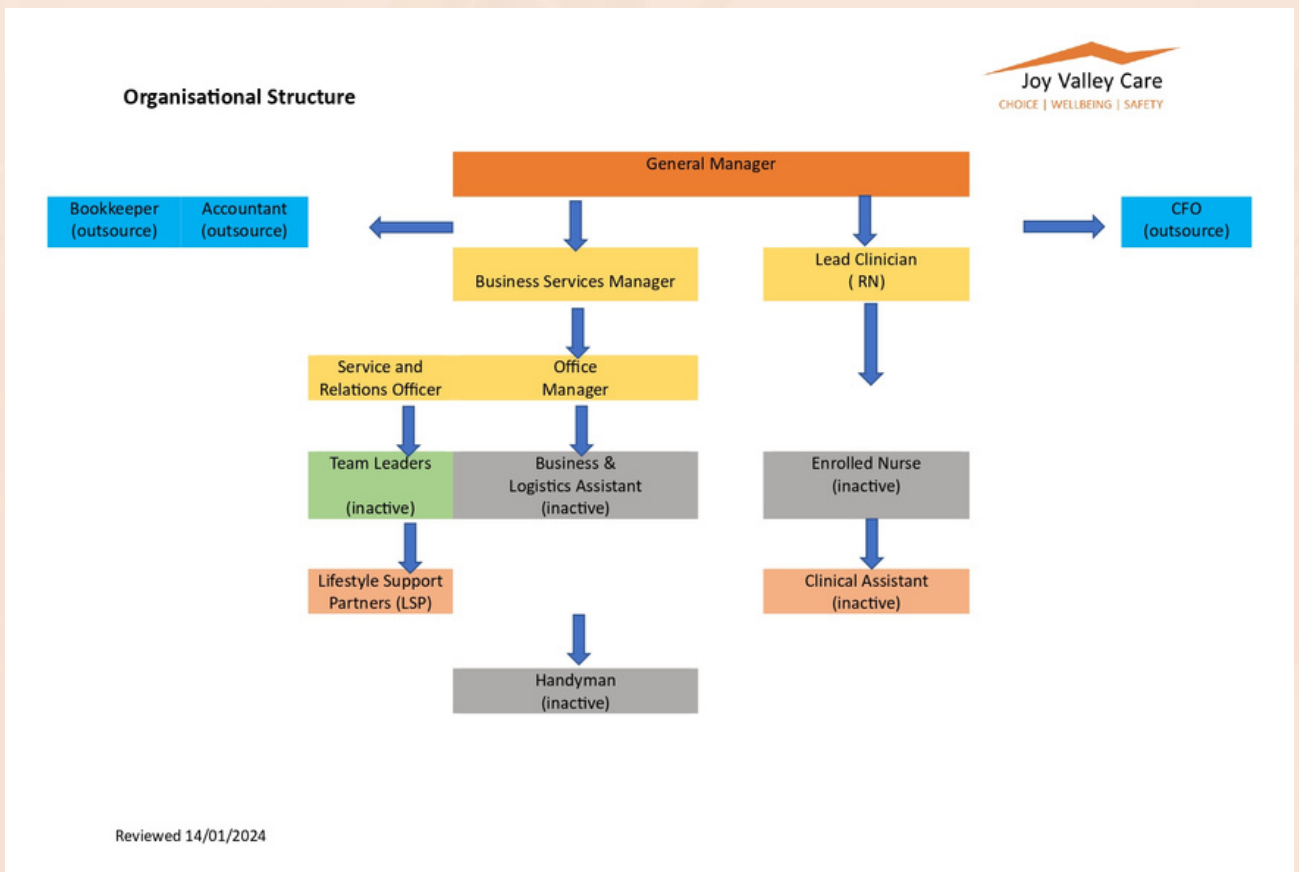 Organisational Structure
Joy Valley Care
CHOICE | WELLBEING | SAFETY
General Manager
Bookkeeper
(outsource)
Accountant
(outsource)
CFO
(outsource)
Business Services Manager
Lead Clinician
( RN)
Service and
Relations Officer
Office
Manager
Team Leaders
(inactive)
Business &
Logistics Assistant
(inactive)
Enrolled Nurse
(inactive)
Lifestyle Support
Partners (LSP)
Clinical Assistant
(inactive)
Handyman
(inactive)
Reviewed 14/01/2024